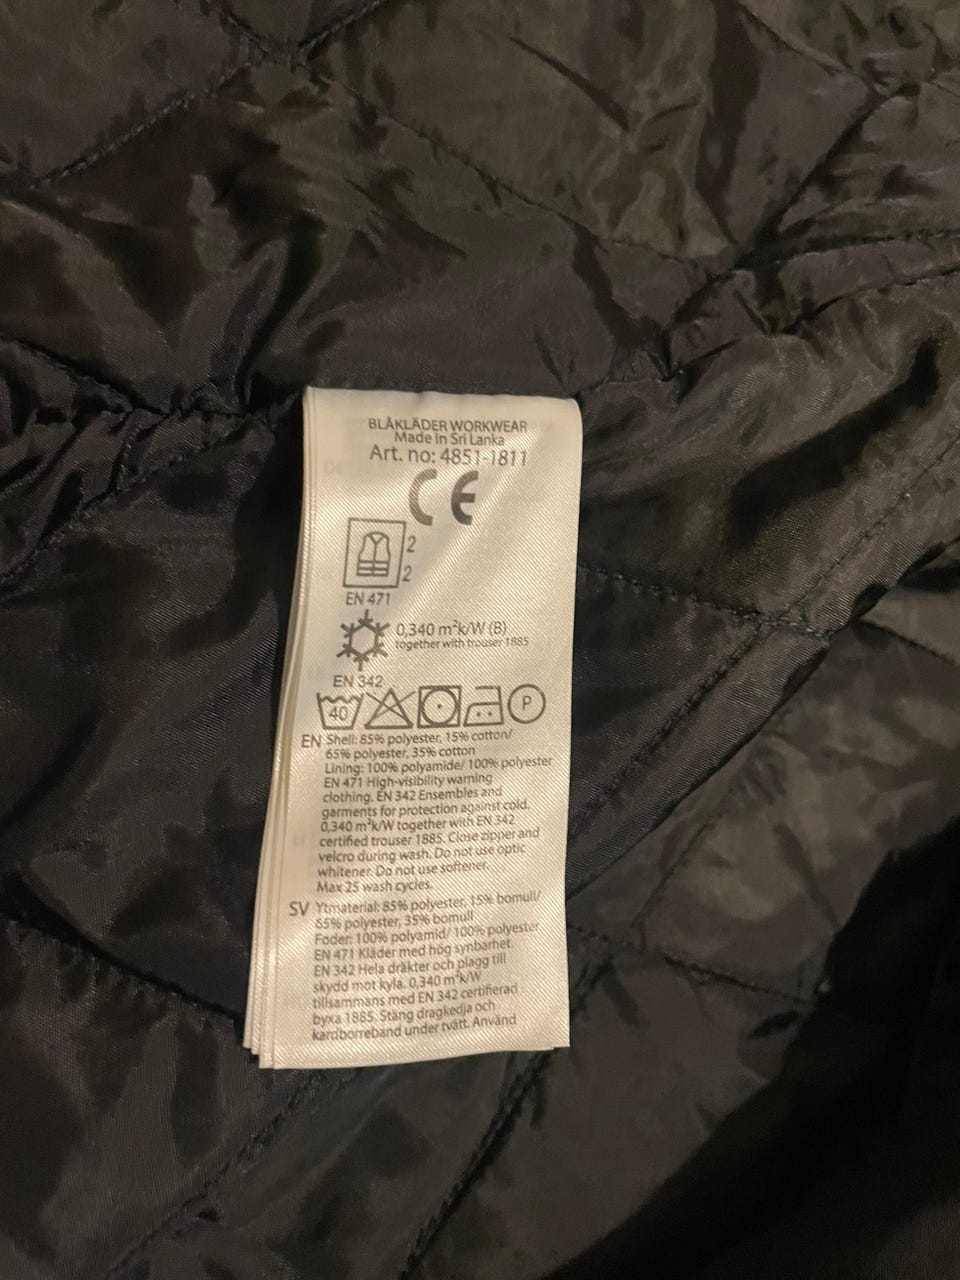 BLÅKLÄDER WORKWEAR
Made in Sri Lanka
Art. no: 4851-1811
CE
2
2
EN 471
0,340 m²k/W (B)
together with trouser 1885
EN 342
40 P
EN Shell: 85% polyester, 15% cotton/
65% polyester, 35% cotton
Lining: 100% polyamide/ 100% polyester
EN 471 High-visibility warning
clothing, EN 342 Ensembles and
garments for protection against cold.
0,340 m²k/W together with EN 342
certified trouser 1885. Close zipper and
velcro during wash. Do not use optic
whitener. Do not use softener.
Max 25 wash cycles.
SV Ytmaterial: 85% polyester, 15% bomull/
65% polyester, 35% bomull
Foder: 100% polyamid/ 100% polyester
EN 471 Kläder med hög synbarhet.
EN 342 Hela dräkter och plagg till
skydd mot kyla. 0,340 m²k/W
tillsammans med EN 342 certifierad
byxa 1885. Stäng dragkedja och
kardborreband under tvätt. Använd